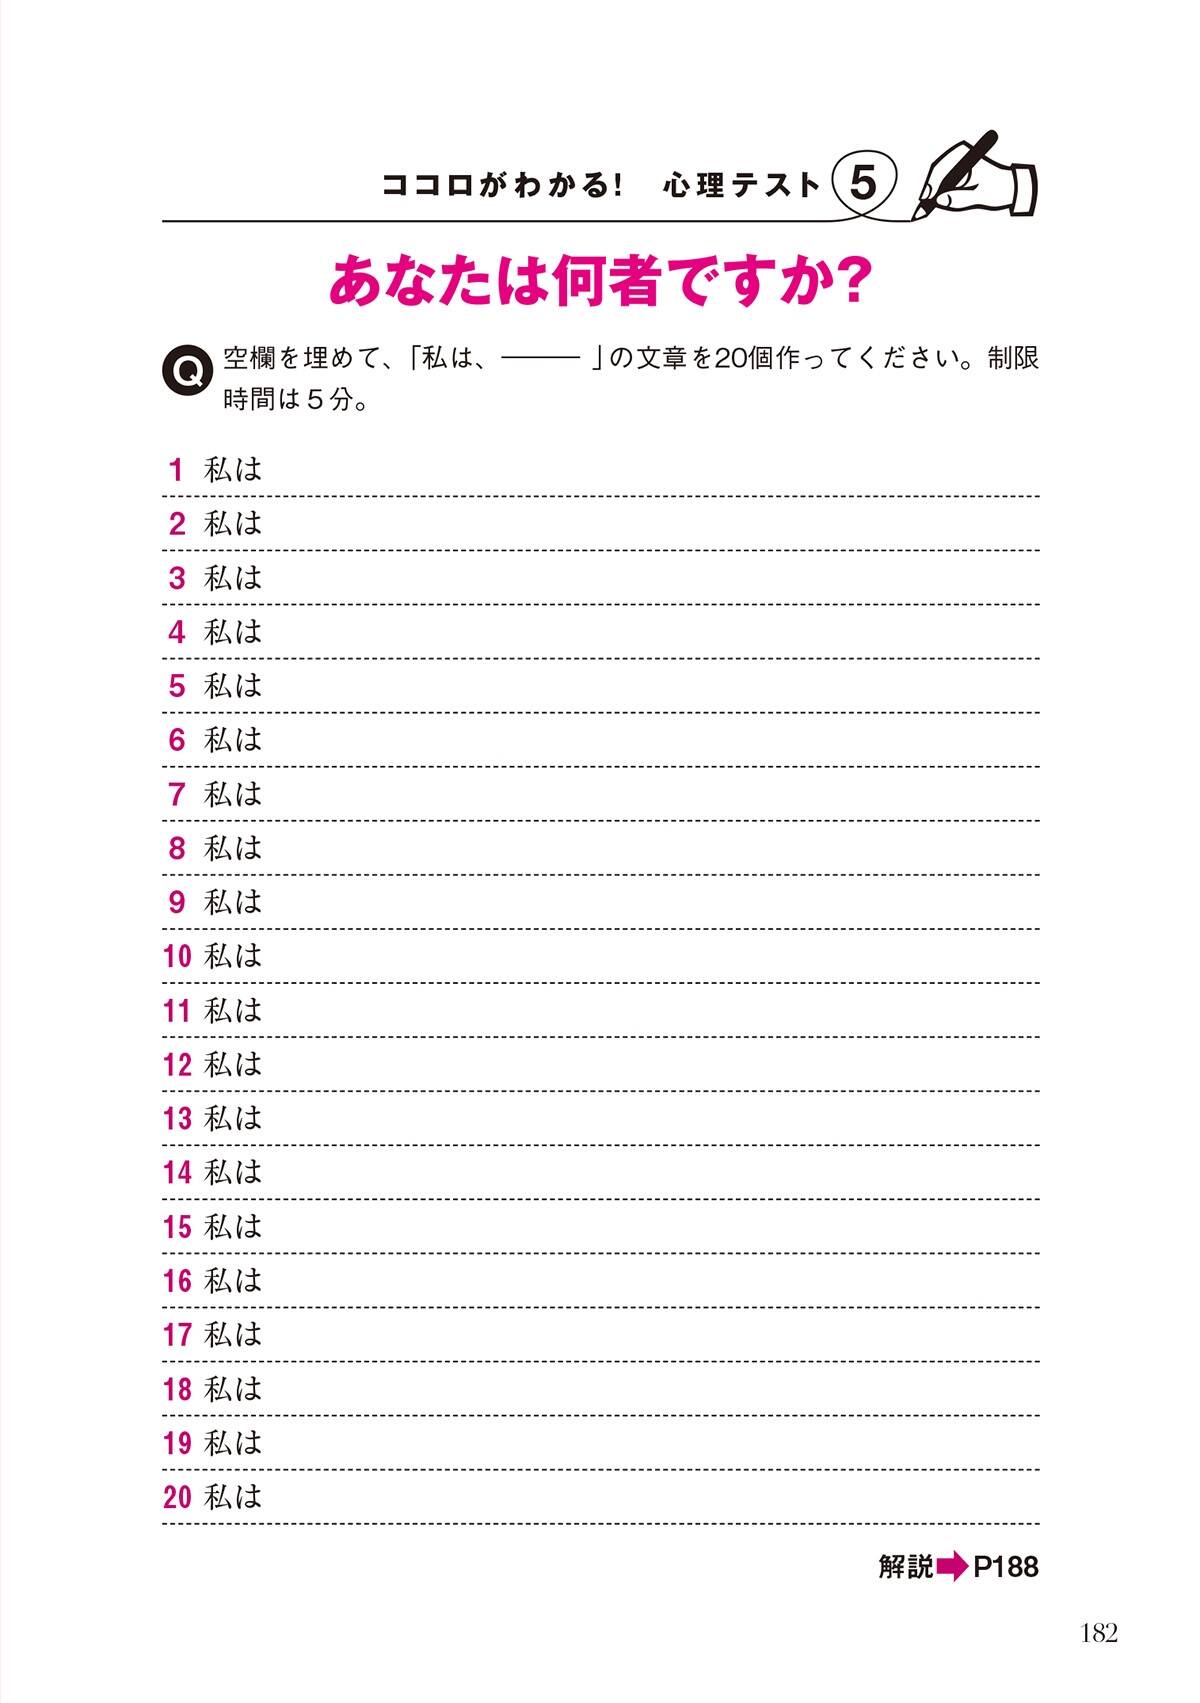 ココロがわかる！　心理テスト 5
あなたは何者ですか？
Q 空欄を埋めて、「私は、――― 」の文章を20個作ってください。制限
時間は５分。
1 私は
2 私は
3 私は
4 私は
5 私は
6 私は
7 私は
8 私は
9 私は
10 私は
11 私は
12 私は
13 私は
14 私は
15 私は
16 私は
17 私は
18 私は
19 私は
20 私は
解説➡P188
182